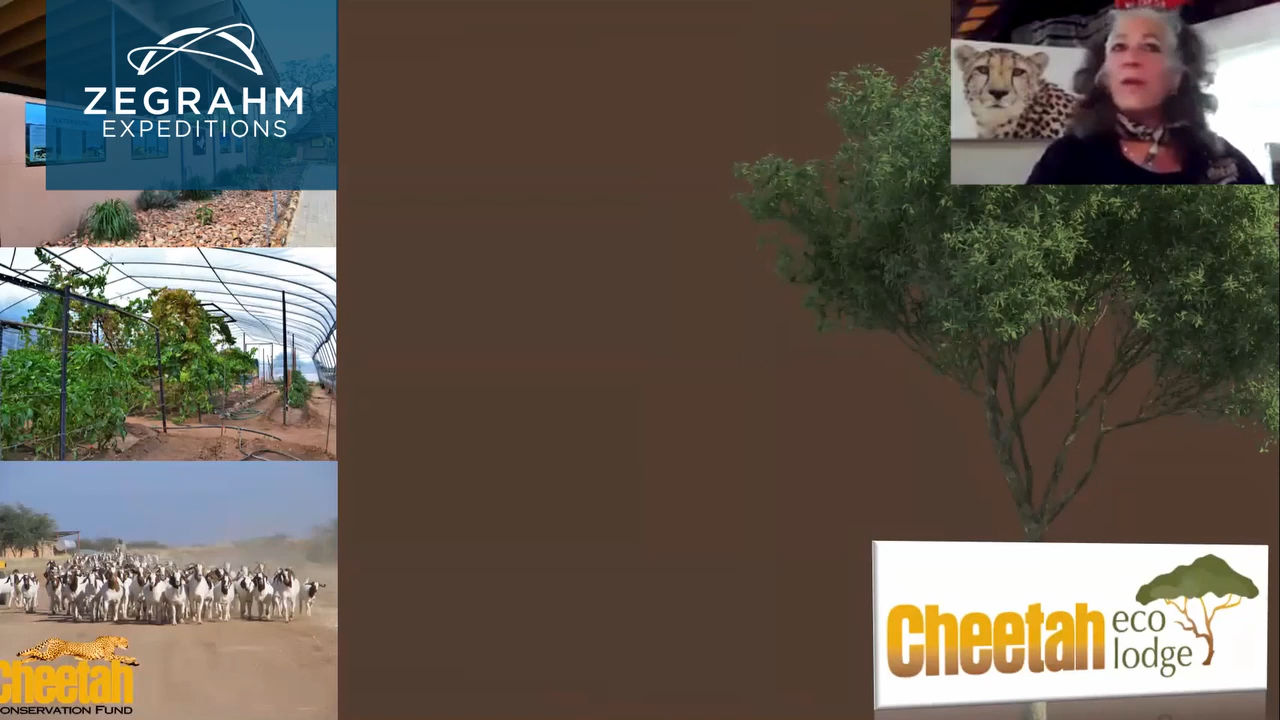 ZEGRAHM
EXPEDITIONS
Cheetah
CONSERVATION FUND
Cheetah eco
lodge